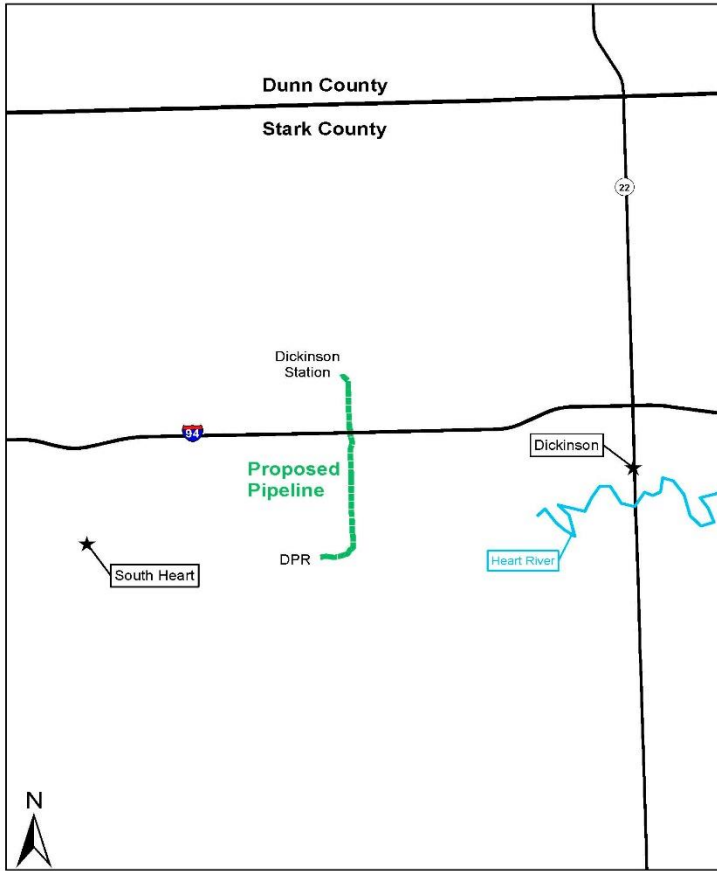 Dunn County
Stark County
22
Dickinson
Station
94
Dickinson
Proposed
Pipeline
Heart River
DPR
South Heart
N